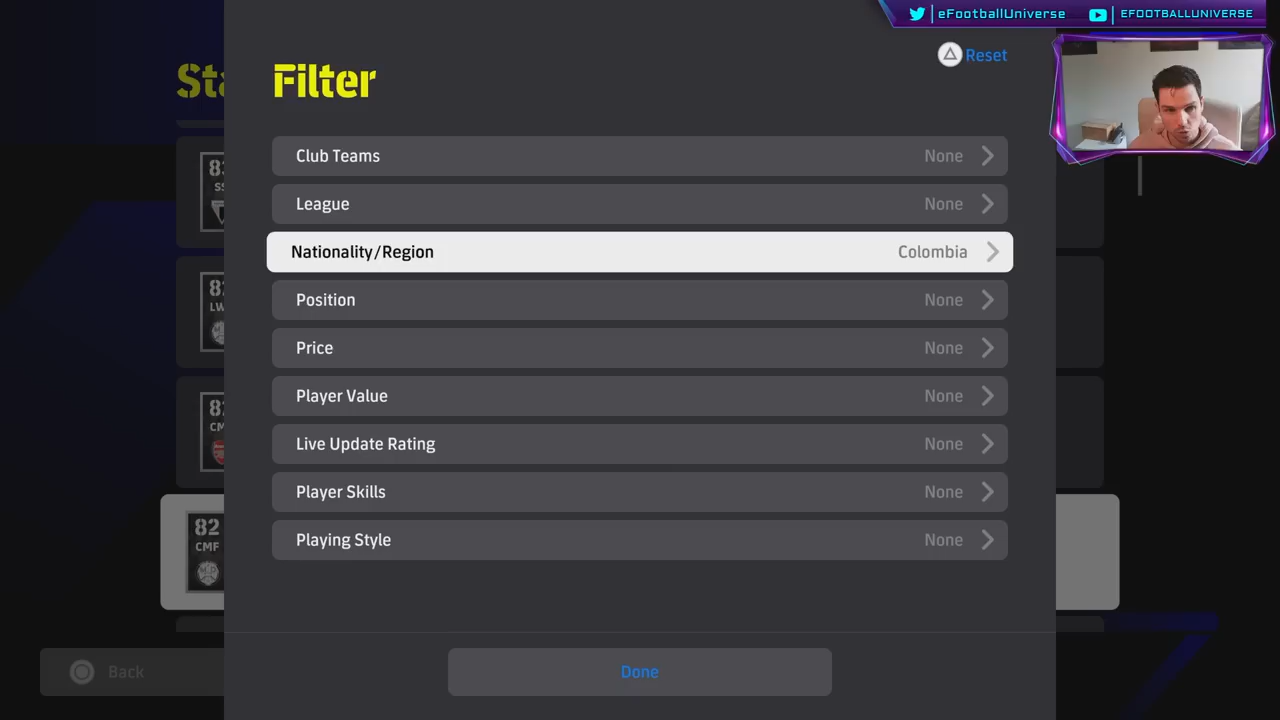 eFootballUniverse
EFOOTBALLUNIVERSE
Reset
Filter
Club Teams None
League None
Nationality/Region Colombia
Position None
Price None
Player Value None
Live Update Rating None
Player Skills None
Playing Style None
82
CMF
Back
Done